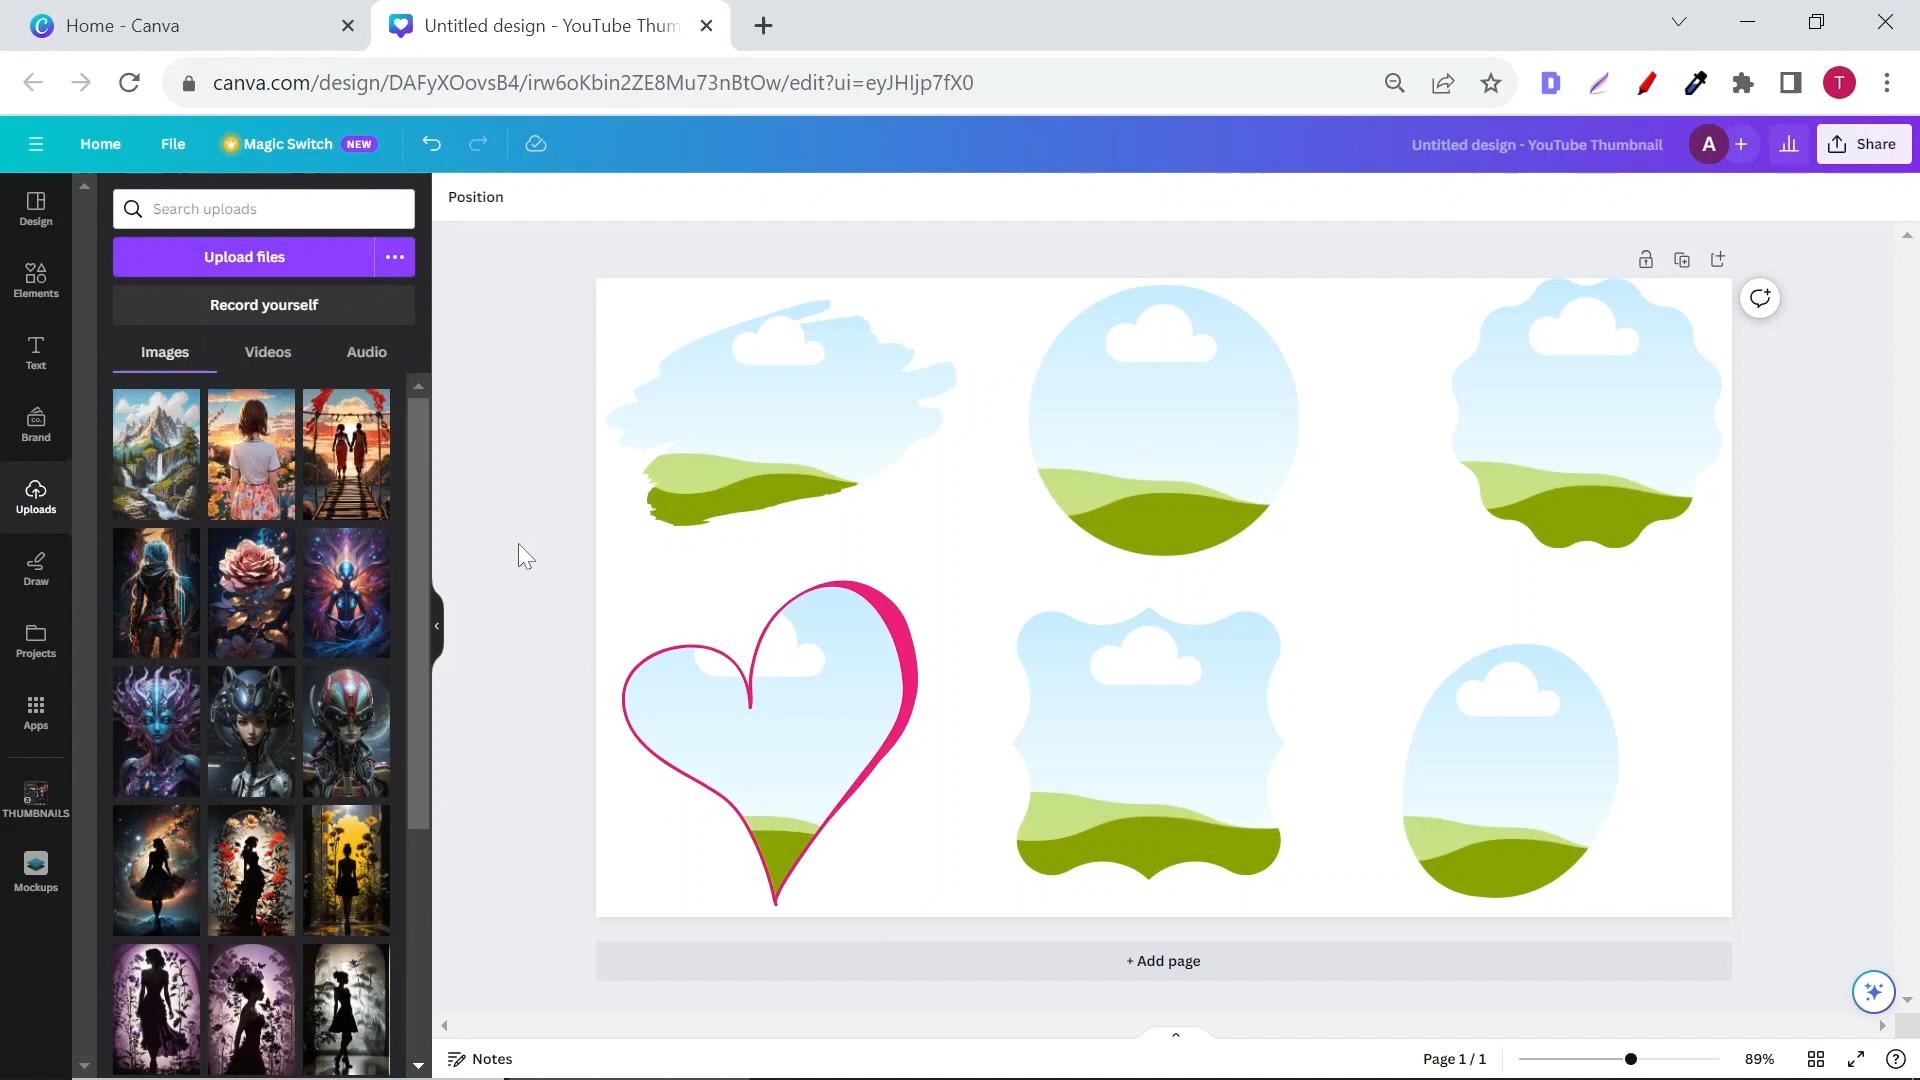 Home - Canva
Untitled design - YouTube Thum
canva.com/design/DAFyXOovsB4/irw6oKbin2ZE8Mu73nBtOw/edit?ui=eyJHIjp7fX0
T
Home
File
Magic Switch
NEW
Untitled design - YouTube Thumbnail
A
Share
Design
Elements
Text
Brand
Uploads
Draw
Projects
Apps
THUMBNAILS
Mockups
Search uploads
Upload files
Record yourself
Images
Videos
Audio
Position
+ Add page
Notes
Page 1 / 1
89%